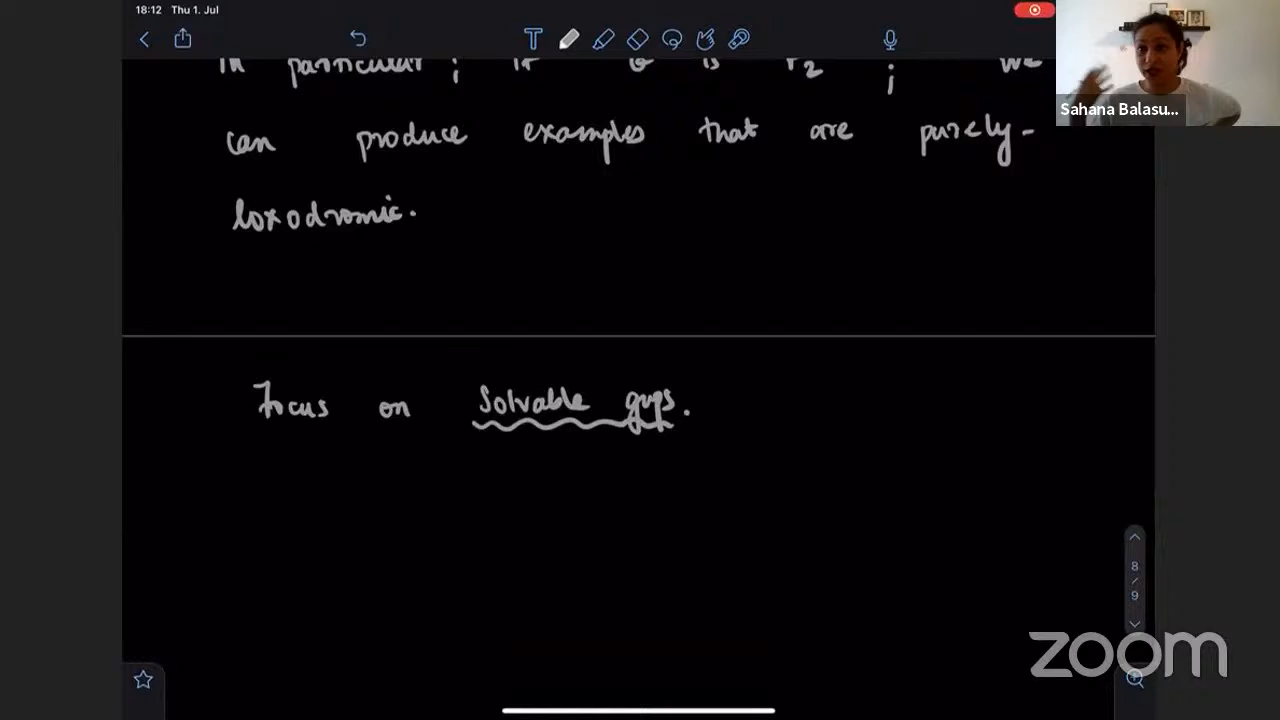 18:12 Thu 1. Jul
Sahana Balasu...
In particular, if G is F2, we
can produce examples that are purely-
loxodromic.
Focus on Solvable gups.
8
/
9
zoom